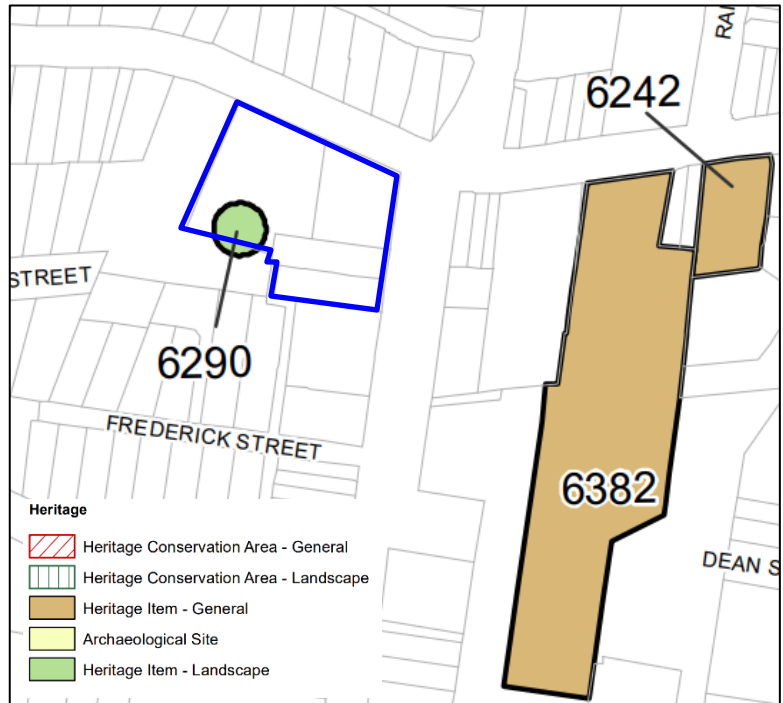 RAI
6242
STREET
6290
FREDERICK STREET
6382
DEAN S
Heritage
Heritage Conservation Area - General
Heritage Conservation Area - Landscape
Heritage Item - General
Archaeological Site
Heritage Item - Landscape